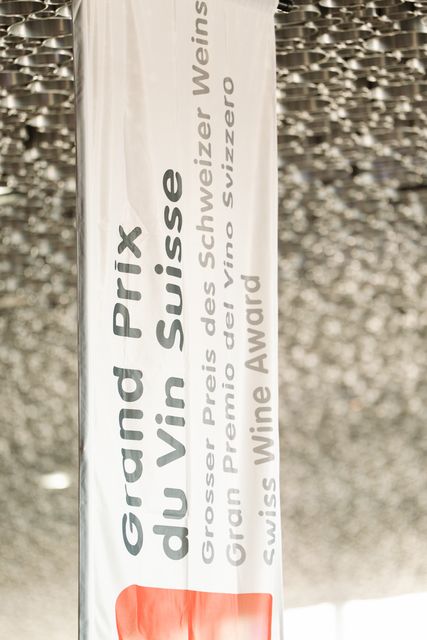 Grand Prix
du Vin Suisse
Grosser Preis des Schweizer Weins
Gran Premio del Vino Svizzero
Swiss Wine Award